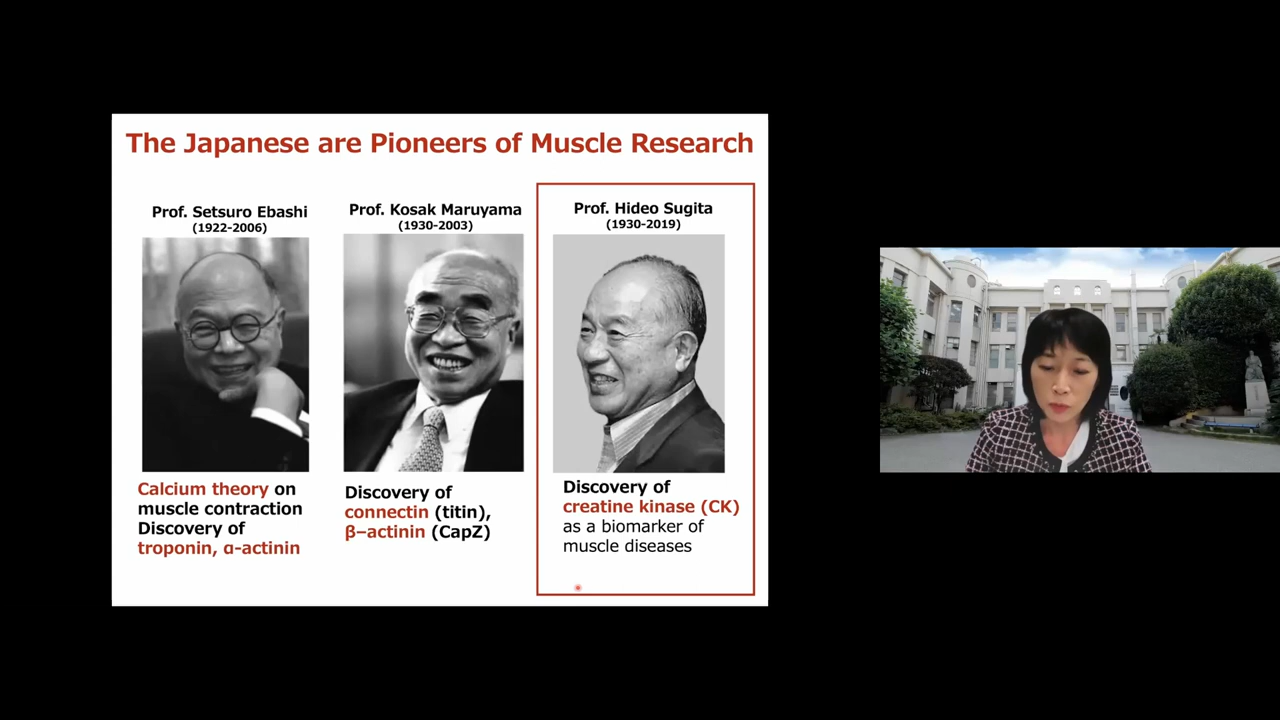 The Japanese are Pioneers of Muscle Research
Prof. Setsuro Ebashi
(1922-2006)
Calcium theory on
muscle contraction
Discovery of
troponin, α-actinin
Prof. Kosak Maruyama
(1930-2003)
Discovery of
connectin (titin),
β–actinin (CapZ)
Prof. Hideo Sugita
(1930-2019)
Discovery of
creatine kinase (CK)
as a biomarker of
muscle diseases